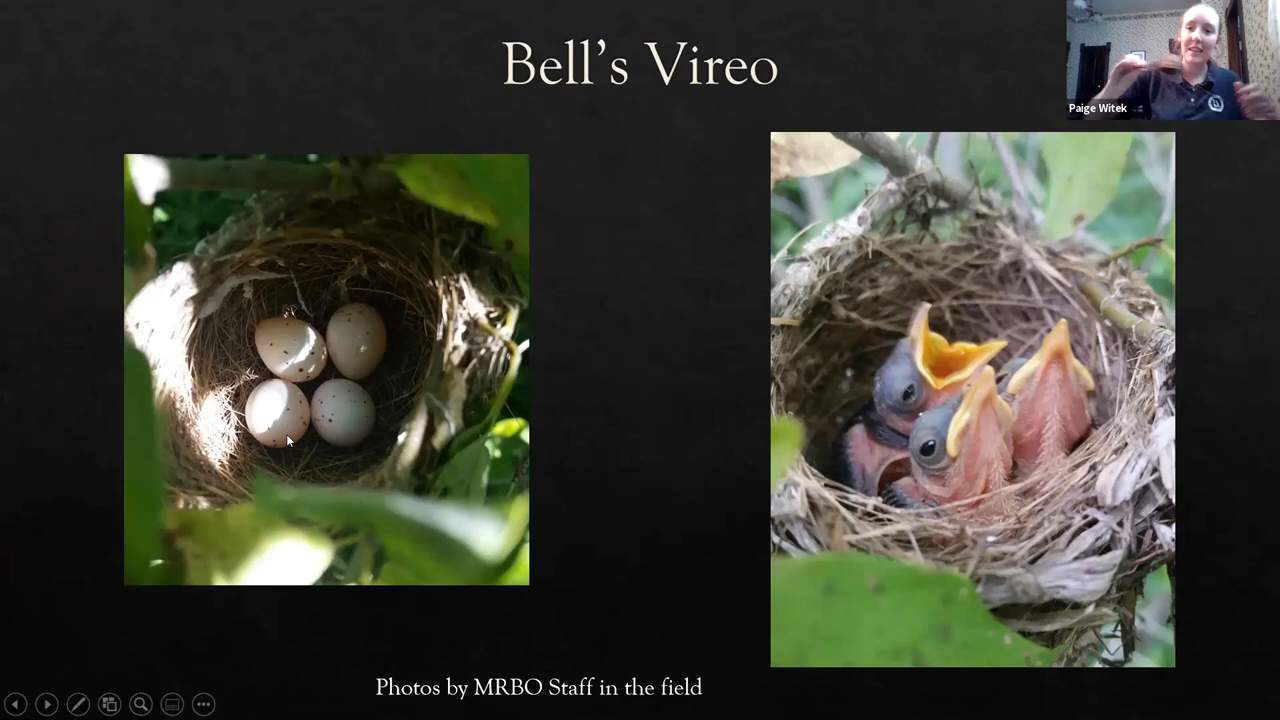 Bell’s Vireo
Paige Witek
Photos by MRBO Staff in the field